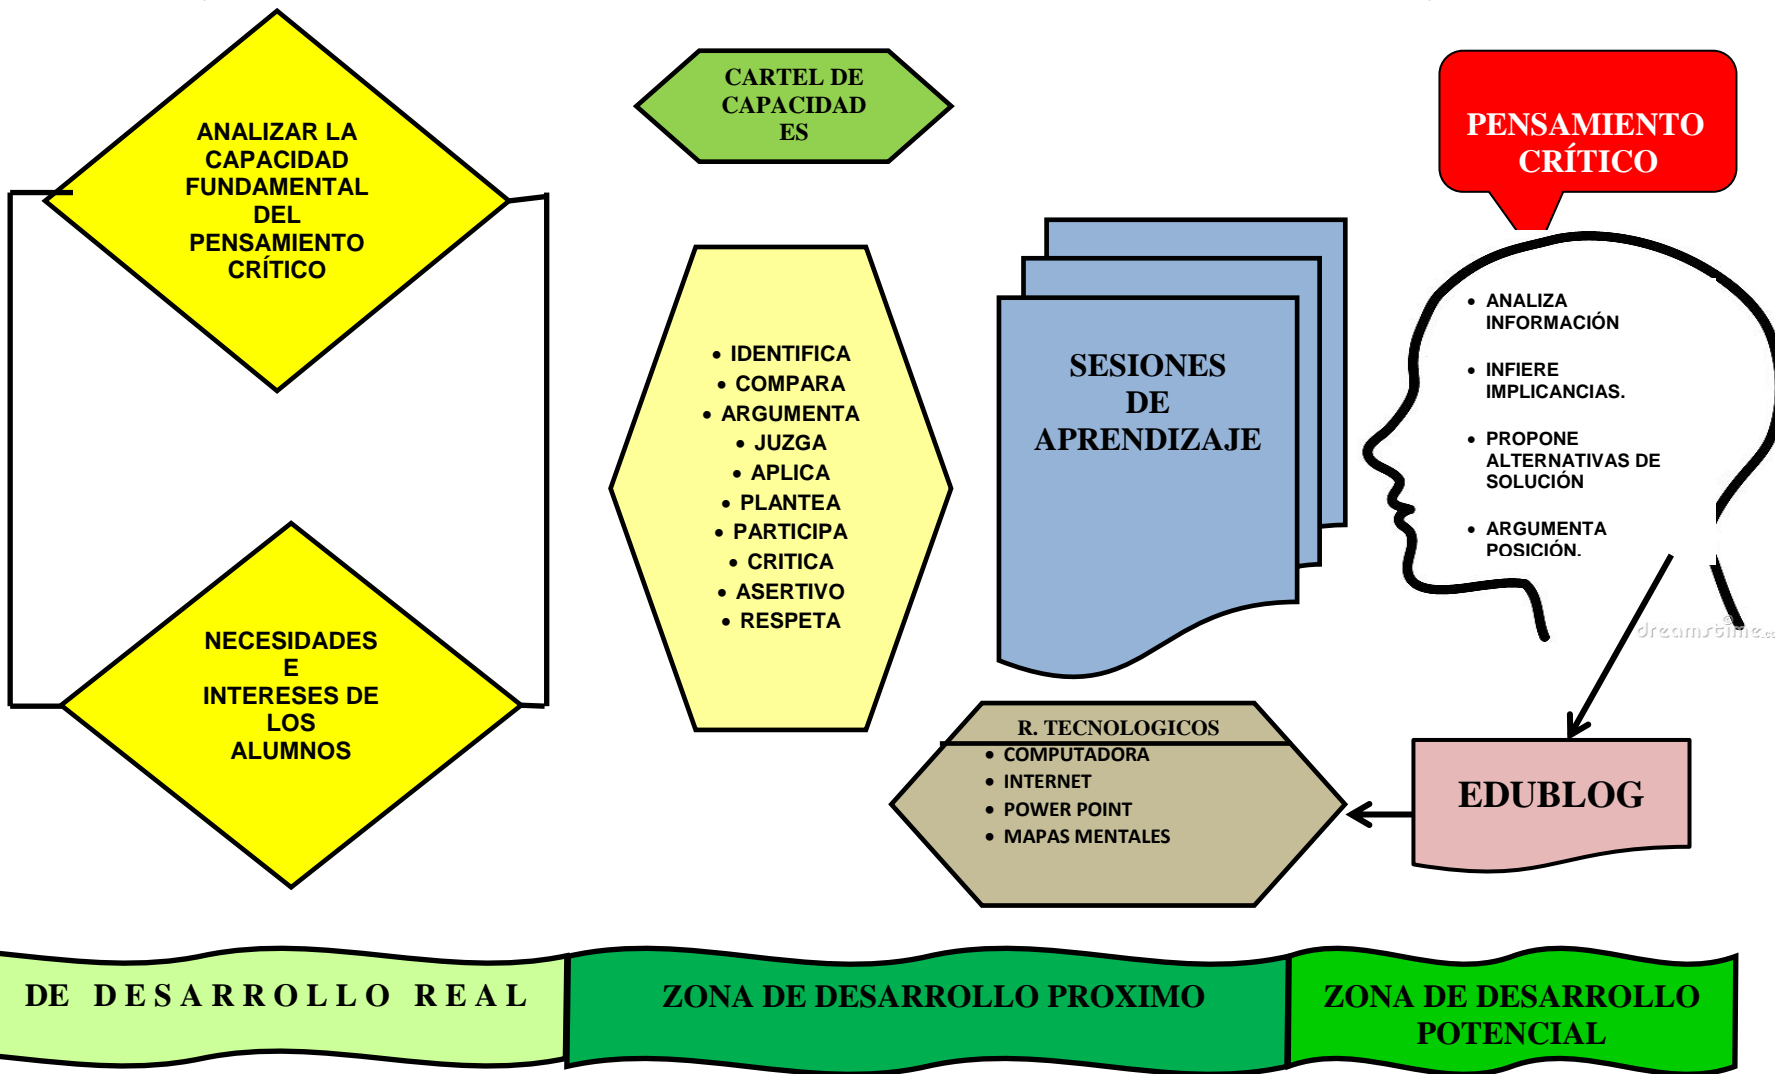 ANALIZAR LA
CAPACIDAD
FUNDAMENTAL
DEL
PENSAMIENTO
CRÍTICO
NECESIDADES
E
INTERESES DE
LOS
ALUMNOS
CARTEL DE
CAPACIDAD
ES
• IDENTIFICA
• COMPARA
• ARGUMENTA
• JUZGA
• APLICA
• PLANTEA
• PARTICIPA
• CRITICA
• ASERTIVO
• RESPETA
SESIONES
DE
APRENDIZAJE
PENSAMIENTO
CRÍTICO
• ANALIZA
INFORMACIÓN
• INFIERE
IMPLICANCIAS.
• PROPONE
ALTERNATIVAS DE
SOLUCIÓN
• ARGUMENTA
POSICIÓN.
R. TECNOLOGICOS
• COMPUTADORA
• INTERNET
• POWER POINT
• MAPAS MENTALES
EDUBLOG
DE DESARROLLO REAL
ZONA DE DESARROLLO PROXIMO
ZONA DE DESARROLLO
POTENCIAL